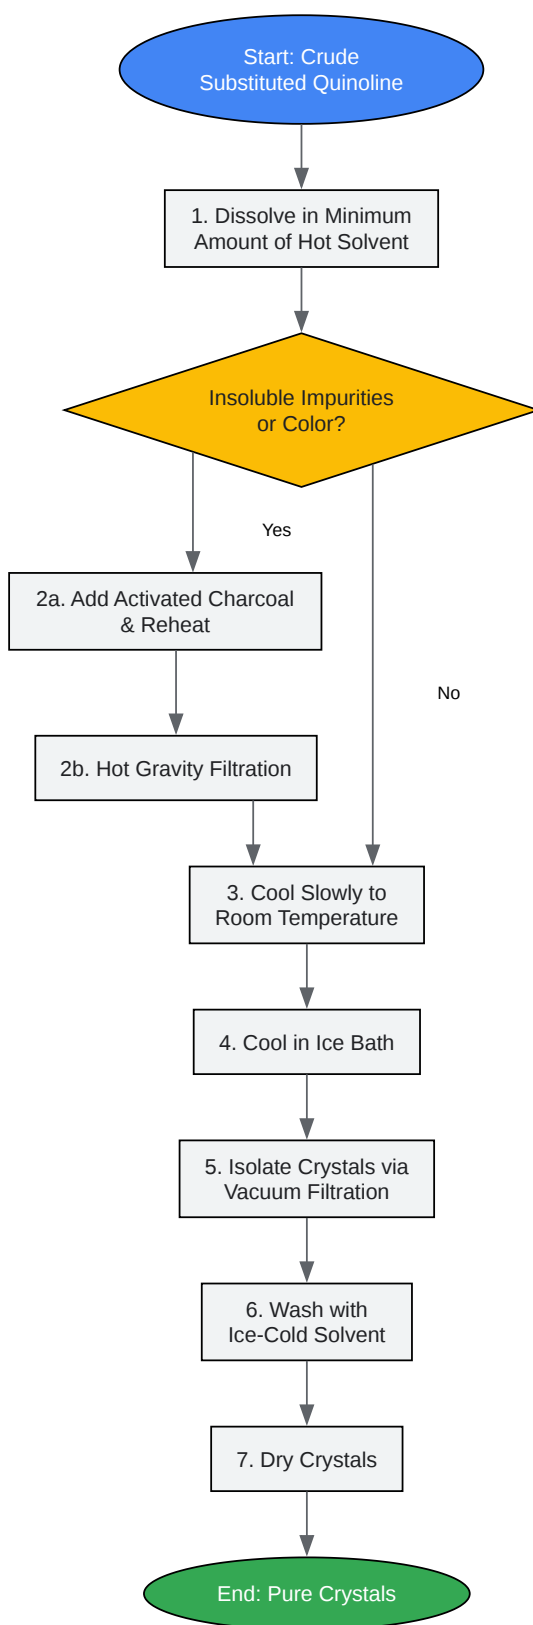 Start: Crude
Substituted Quinoline
1. Dissolve in Minimum
Amount of Hot Solvent
Insoluble Impurities
or Color?
Yes
2a. Add Activated Charcoal
& Reheat
No
2b. Hot Gravity Filtration
3. Cool Slowly to
Room Temperature
4. Cool in Ice Bath
5. Isolate Crystals via
Vacuum Filtration
6. Wash with
Ice-Cold Solvent
7. Dry Crystals
End: Pure Crystals